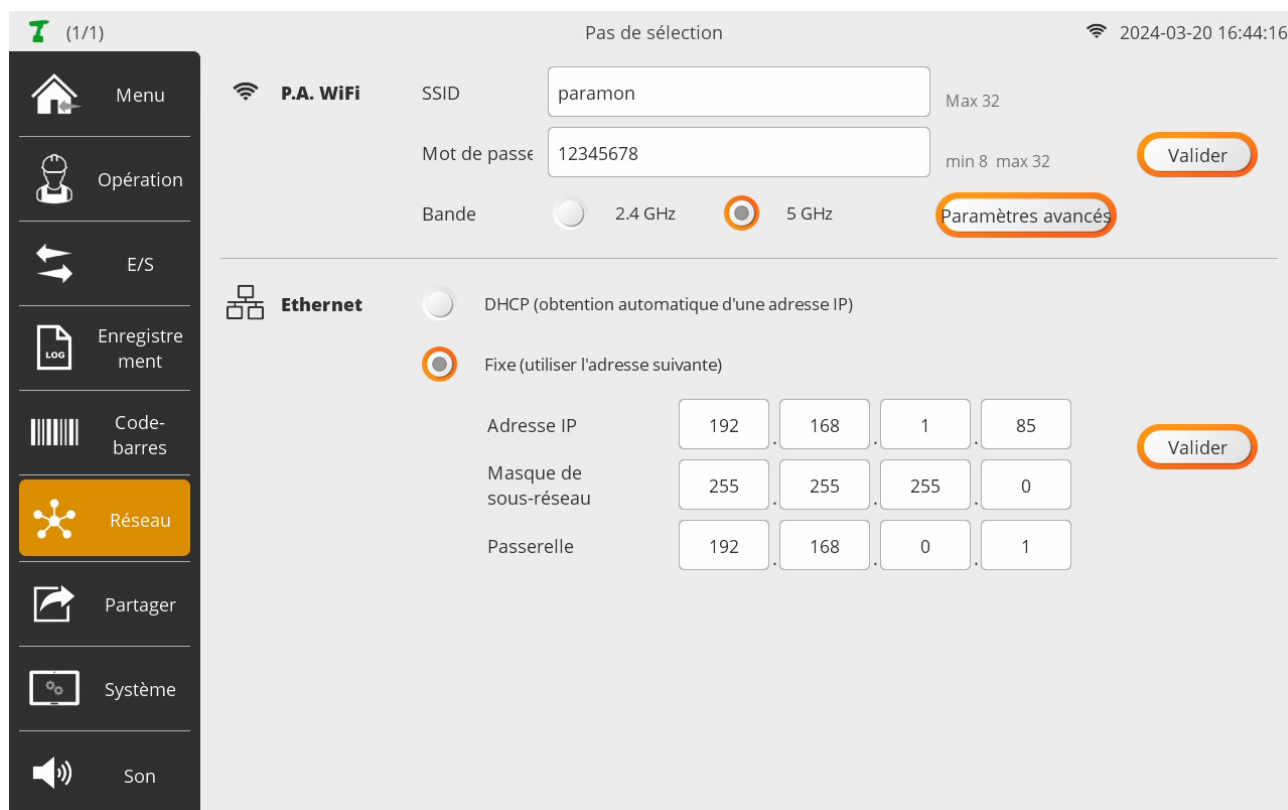 (1/1) Pas de sélection 2024-03-20 16:44:16
Menu
Opération
E/S
LOG
Enregistre
ment
Code-
barres
Réseau
Partager
Système
Son
P.A. WiFi SSID paramon Max 32
Mot de passe 12345678 min 8 max 32 Valider
Bande 2.4 GHz 5 GHz Paramètres avancés
Ethernet DHCP (obtention automatique d'une adresse IP)
Fixe (utiliser l'adresse suivante)
Adresse IP 192 . 168 . 1 . 85
Valider
Masque de
sous-réseau 255 . 255 . 255 . 0
Passerelle 192 . 168 . 0 . 1